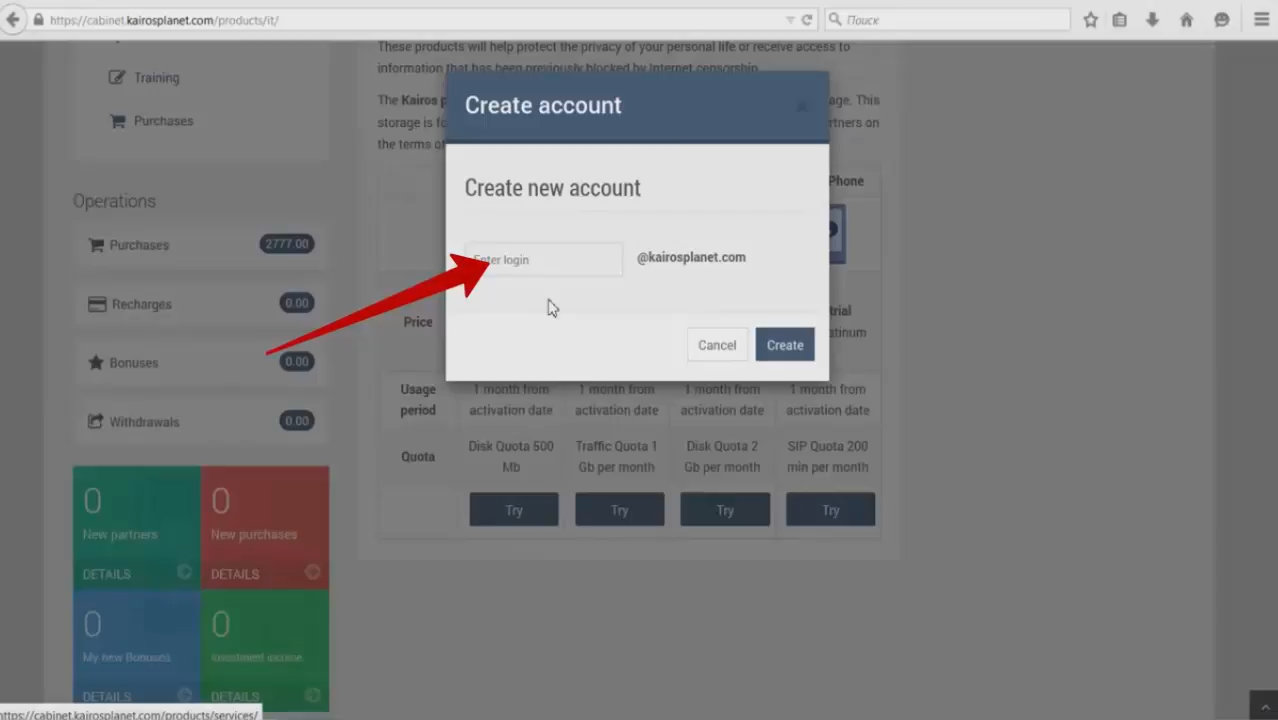 https://cabinet.kairosplanet.com/products/it/
Поиск
These products will help protect the privacy of your personal life or receive access to
information that has been previously blocked by Internet censorship.
Training
The Kairos p
age. This
Create account
Purchases
storage is fo
rtners on
the terms of
Create new account
Phone
Operations
Purchases
2777.00
Enter login
@kairosplanet.com
Recharges
0.00
Price
trial
atinum
Cancel
Create
Bonuses
0.00
Usage
period
1 month from
activation date
1 month from
activation date
1 month from
activation date
1 month from
activation date
Withdrawals
0.00
Quota
Disk Quota 500
Mb
Traffic Quota 1
Gb per month
Disk Quota 2
Gb per month
SIP Quota 200
min per month
Try
Try
Try
Try
0
New partners
DETAILS
0
New purchases
DETAILS
0
My new Bonuses
DETAILS
0
Investment income
DETAILS
https://cabinet.kairosplanet.com/products/services/